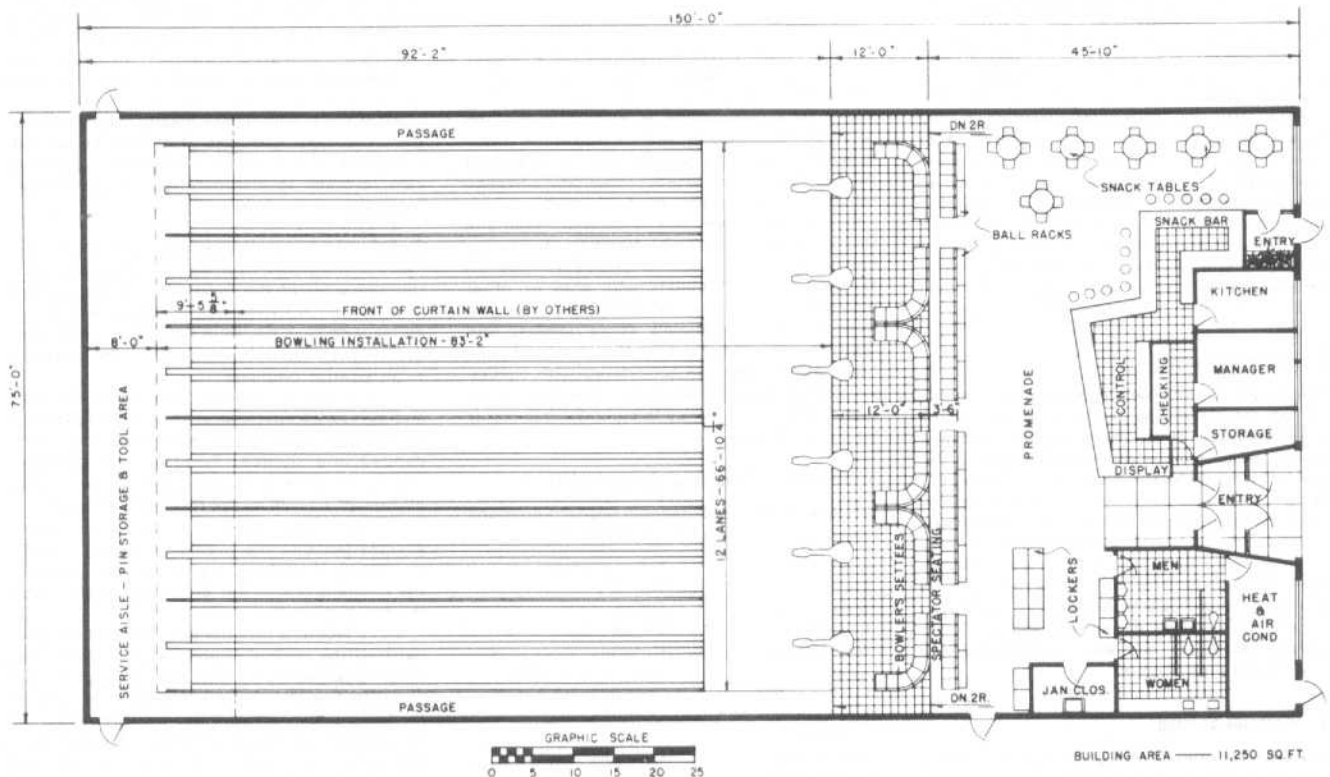 150'-0"
92'-2"
12'-0"
45'-10"
PASSAGE
DN. 2R.
SNACK TABLES
SNACK BAR
BALL RACKS
ENTRY
9'-5
FRONT OF CURTAIN WALL (BY OTHERS)
KITCHEN
8'-0"
BOWLING INSTALLATION - 83'-2"
75'-0"
SERVICE AISLE - PIN STORAGE & TOOL AREA
MANAGER
CONTROL
CHECKING
PROMENADE
12'-0"
3'-6"
STORAGE
12 LANES - 66'-10
DISPLAY
ENTRY
BOWLER'S SETTEES
SPECTATOR SEATING
LOCKERS
MEN
HEAT
&
AIR
COND
WOMEN
JAN. CLOS.
PASSAGE
DN. 2R.
GRAPHIC SCALE
0 5 10 15 20 25
BUILDING AREA —— 11,250 SQ. FT.